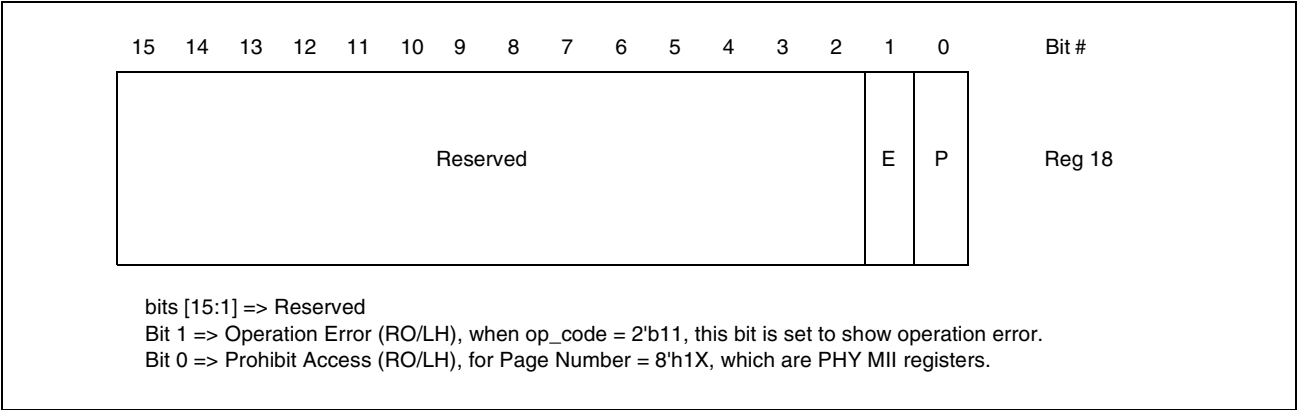 15 14 13 12 11 10 9 8 7 6 5 4 3 2 1 0 Bit #
Reserved E P Reg 18
bits [15:1] => Reserved
Bit 1 => Operation Error (RO/LH), when op_code = 2'b11, this bit is set to show operation error.
Bit 0 => Prohibit Access (RO/LH), for Page Number = 8'h1X, which are PHY MII registers.